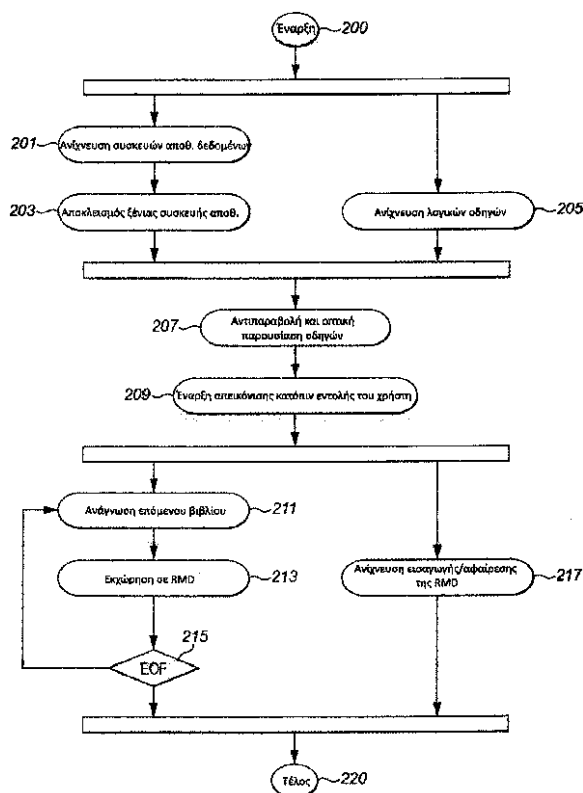 Έναρξη 200
201 Ανίχνευση συσκευών αποθ. δεδομένων
203 Αποκλεισμός ξένιας συσκευής αποθ.
Ανίχνευση λογικών οδηγών 205
207 Αντιπαραβολή και οπτική
παρουσίαση οδηγών
209 Έναρξη απεικόνισης κατόπιν εντολής του χρήστη
Ανάγνωση επόμενου βιβλίου 211
Εκχώρηση σε RMD 213
Ανίχνευση εισαγωγής/αφαίρεσης
της RMD 217
215
EOF
Τέλος 220